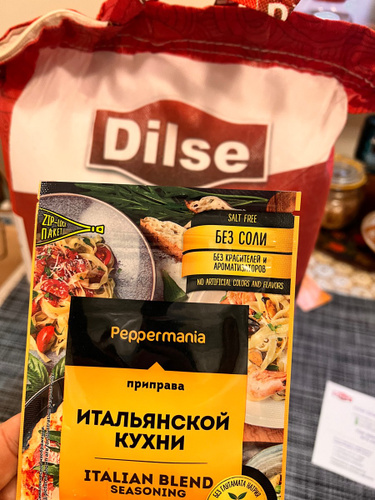 Dilse
ZIP-LOCK
ПАКЕТ
SALT FREE
БЕЗ СОЛИ
БЕЗ КРАСИТЕЛЕЙ И
АРОМАТИЗАТОРОВ
NO ARTIFICIAL COLORS AND FLAVORS
Peppermania
приправа
ИТАЛЬЯНСКОЙ
КУХНИ
ITALIAN BLEND
SEASONING
БЕЗ ГЛУТАМАТА НАТРИЯ